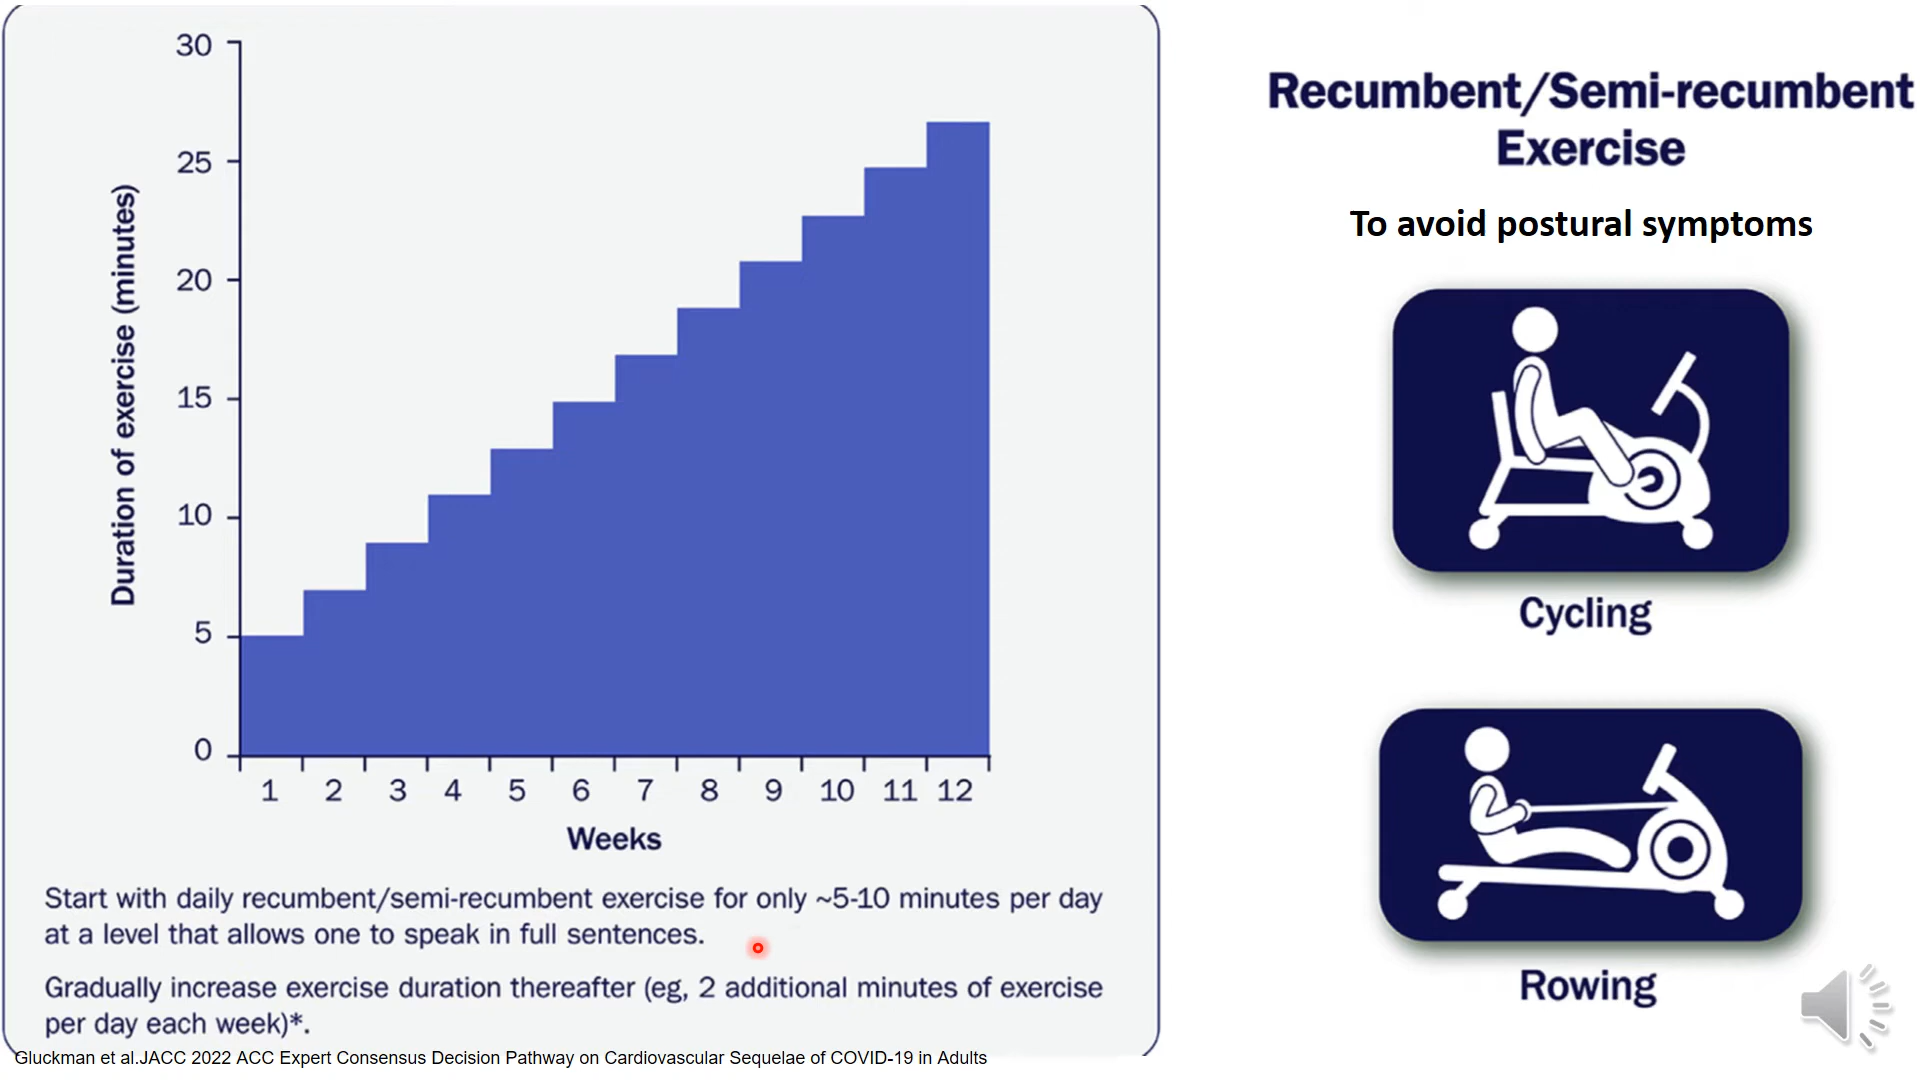 30
25
20
15
10
5
0
Duration of exercise (minutes)
1 2 3 4 5 6 7 8 9 10 11 12
Weeks
Start with daily recumbent/semi-recumbent exercise for only ~5-10 minutes per day
at a level that allows one to speak in full sentences.
Gradually increase exercise duration thereafter (eg, 2 additional minutes of exercise
per day each week)*.
Gluckman et al.JACC 2022 ACC Expert Consensus Decision Pathway on Cardiovascular Sequelae of COVID-19 in Adults
Recumbent/Semi-recumbent
Exercise
To avoid postural symptoms
Cycling
Rowing